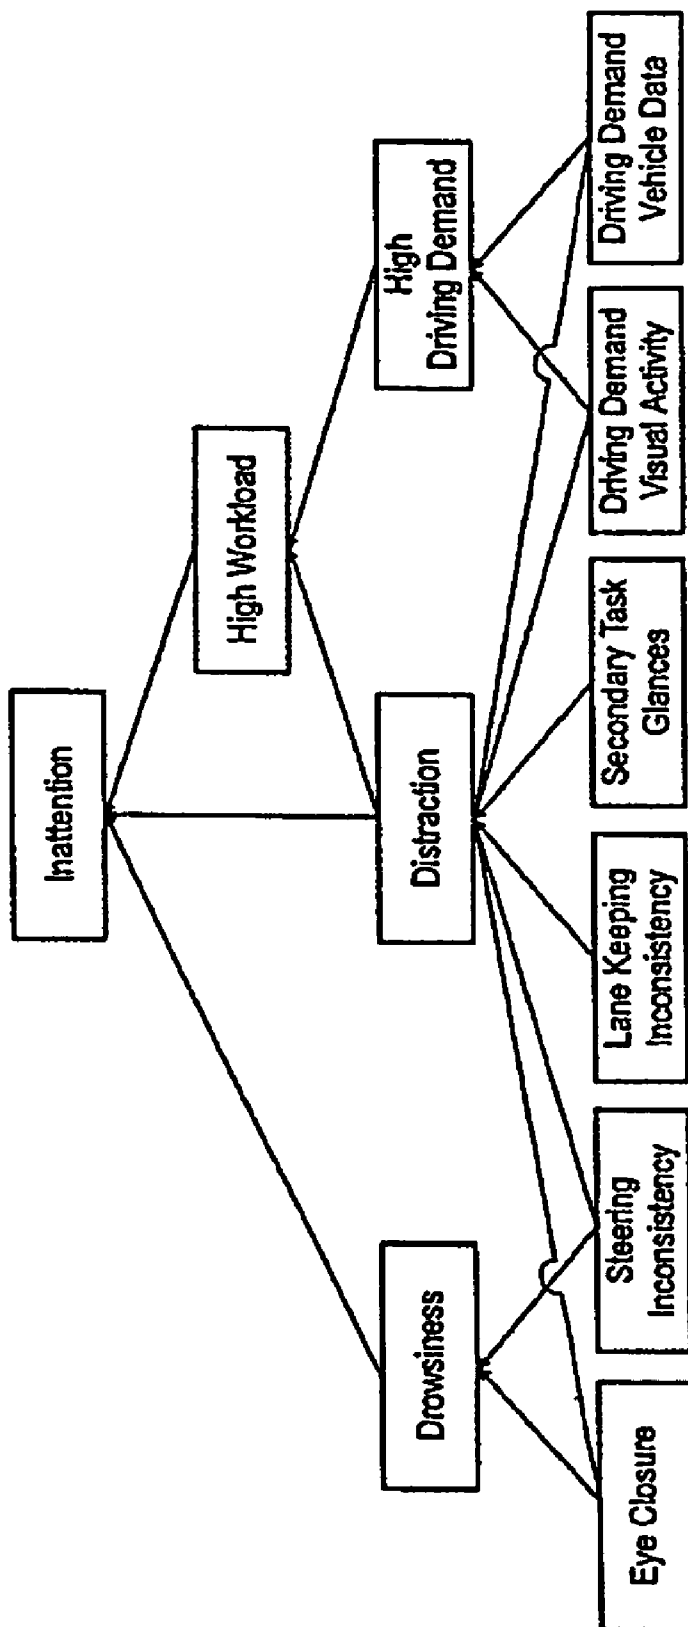 Inattention
High Workload
Drowsiness
Distraction
High
Driving Demand
Eye Closure
Steering
Inconsistency
Lane Keeping
Inconsistency
Secondary Task
Glances
Driving Demand
Visual Activity
Driving Demand
Vehicle Data